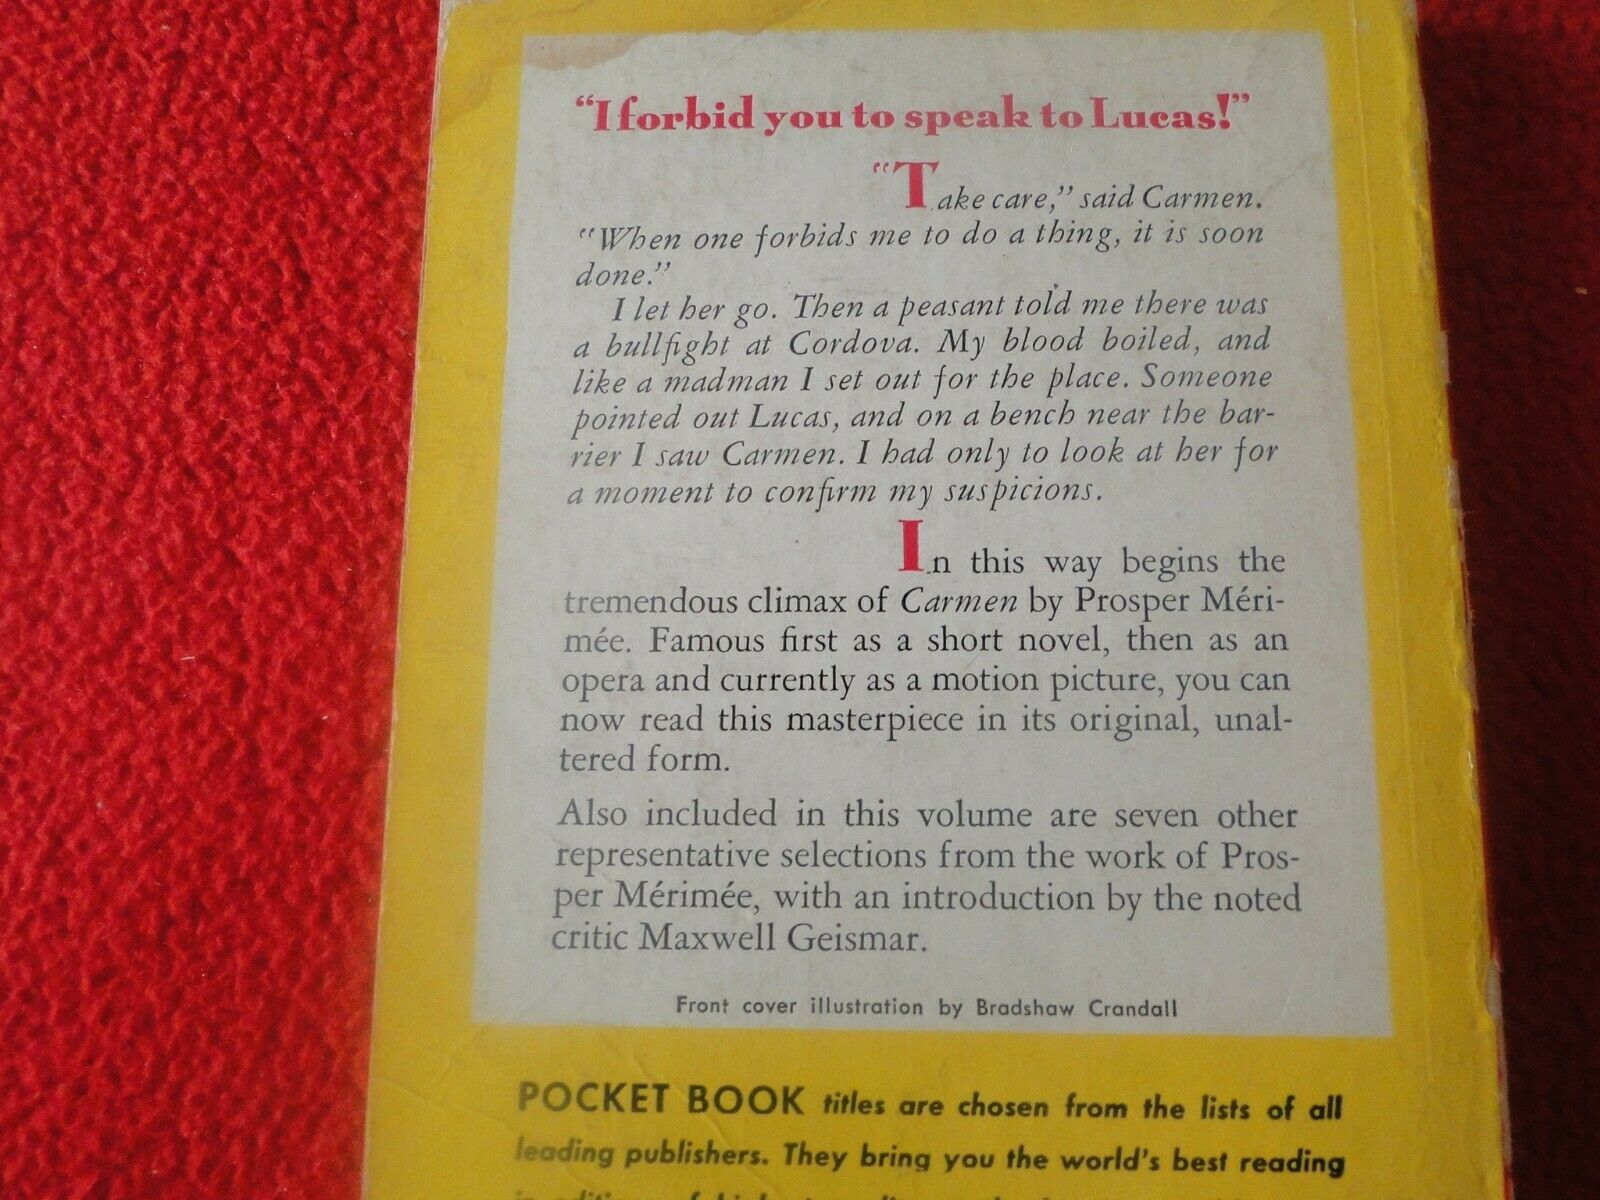 “I forbid you to speak to Lucas!”
“Take care,” said Carmen.
“When one forbids me to do a thing, it is soon
done.”
I let her go. Then a peasant told me there was
a bullfight at Cordova. My blood boiled, and
like a madman I set out for the place. Someone
pointed out Lucas, and on a bench near the bar-
rier I saw Carmen. I had only to look at her for
a moment to confirm my suspicions.
In this way begins the
tremendous climax of Carmen by Prosper Méri-
mée. Famous first as a short novel, then as an
opera and currently as a motion picture, you can
now read this masterpiece in its original, unal-
tered form.
Also included in this volume are seven other
representative selections from the work of Pros-
per Mérimée, with an introduction by the noted
critic Maxwell Geismar.
Front cover illustration by Bradshaw Crandall
POCKET BOOK titles are chosen from the lists of all
leading publishers. They bring you the world's best reading